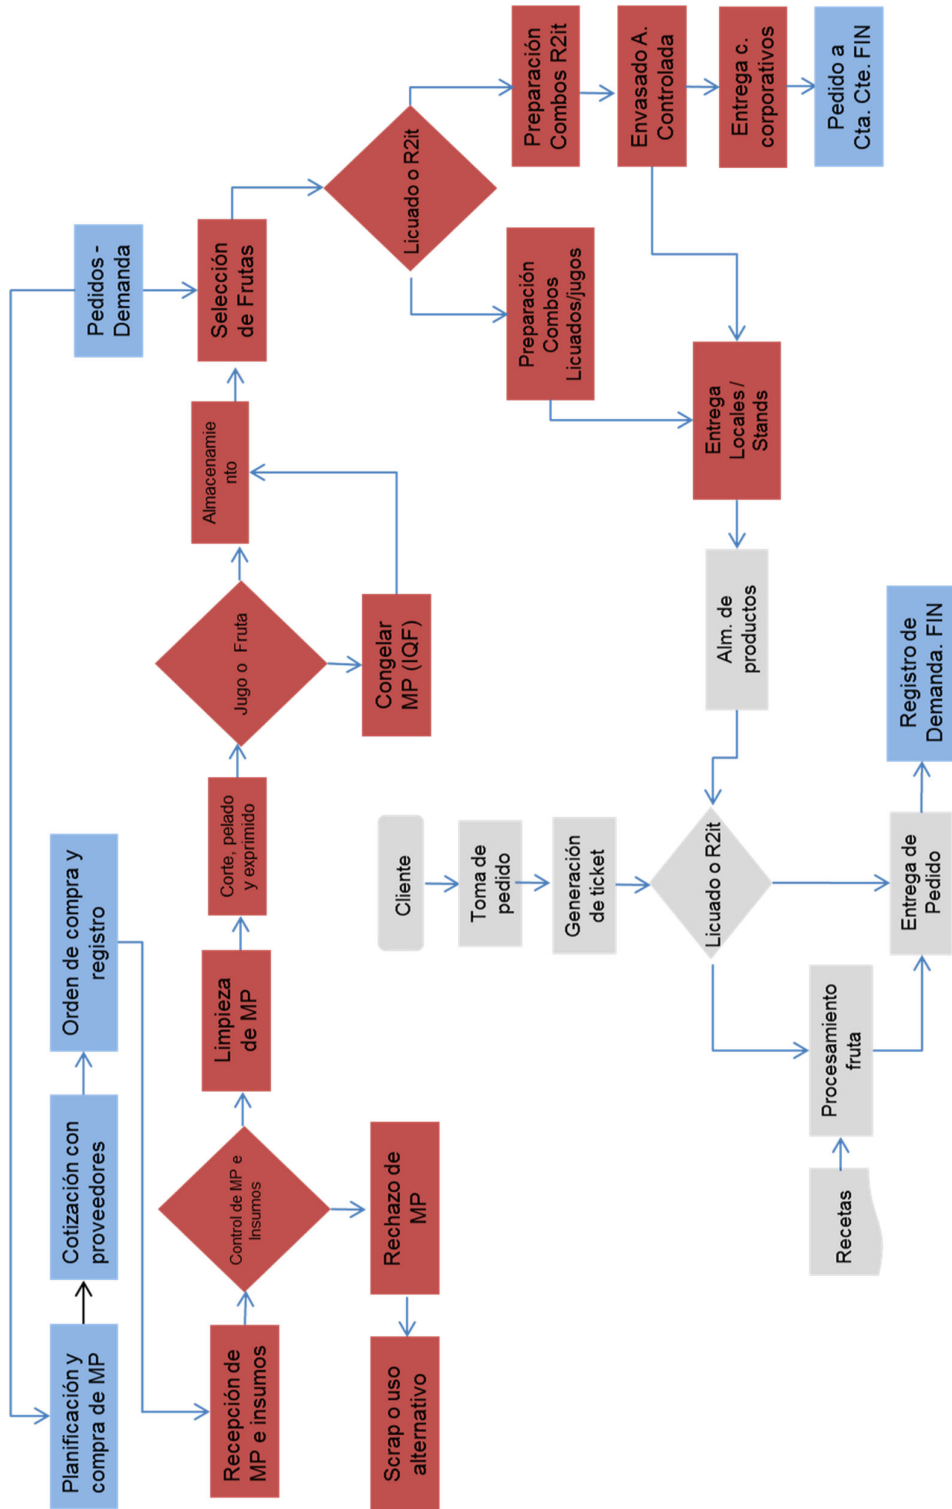 Planificación y
compra de MP
Cotización con
proveedores
Orden de compra y
registro
Pedidos -
Demanda
Recepción de
MP e insumos
Control de MP e
Insumos
Limpieza
de MP
Corte, pelado
y exprimido
Jugo o Fruta
Almacenamie
nto
Selección
de Frutas
Scrap o uso
alternativo
Rechazo de
MP
Congelar
MP (IQF)
Licuado o R2it
Preparación
Combos
Licuados/jugos
Preparación
Combos R2it
Envasado A.
Controlada
Entrega c.
corporativos
Pedido a
Cta. Cte. FIN
Entrega
Locales /
Stands
Alm. de
productos
Cliente
Toma de
pedido
Generación
de ticket
Licuado o R2it
Recetas
Procesamiento
fruta
Entrega de
Pedido
Registro de
Demanda. FIN